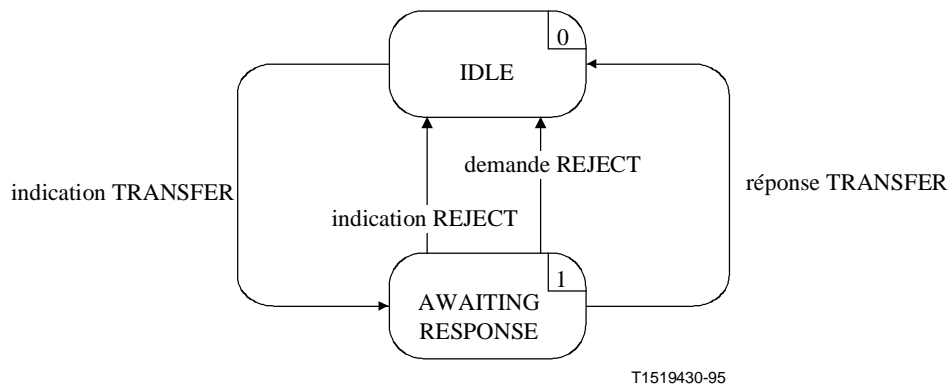 0
IDLE
demande REJECT
indication TRANSFER
réponse TRANSFER
indication REJECT
1
AWAITING
RESPONSE
T1519430-95